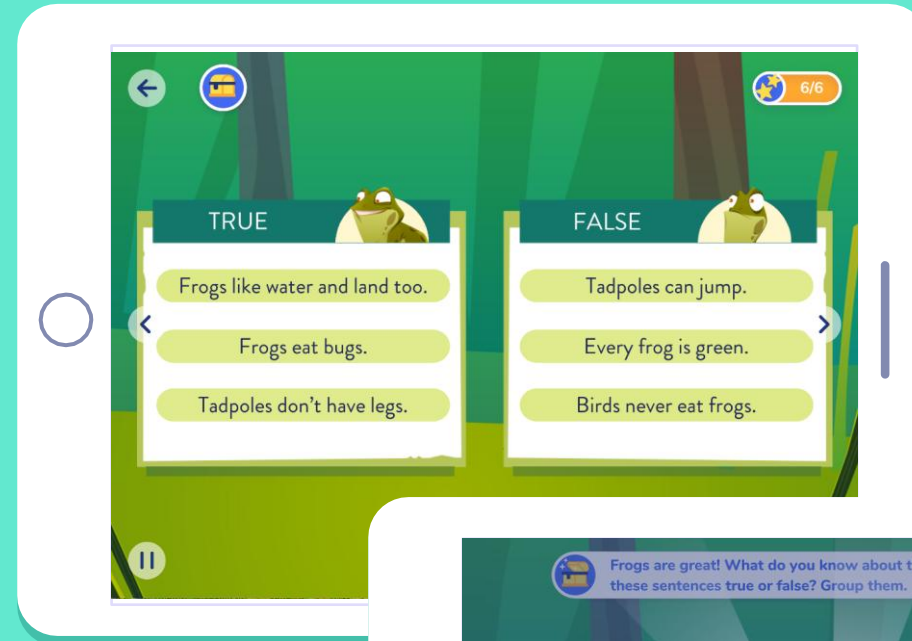 6/6
TRUE
Frogs like water and land too.
Frogs eat bugs.
Tadpoles don't have legs.
FALSE
Tadpoles can jump.
Every frog is green.
Birds never eat frogs.
Frogs are great! What do you know about
these sentences true or false? Group them.